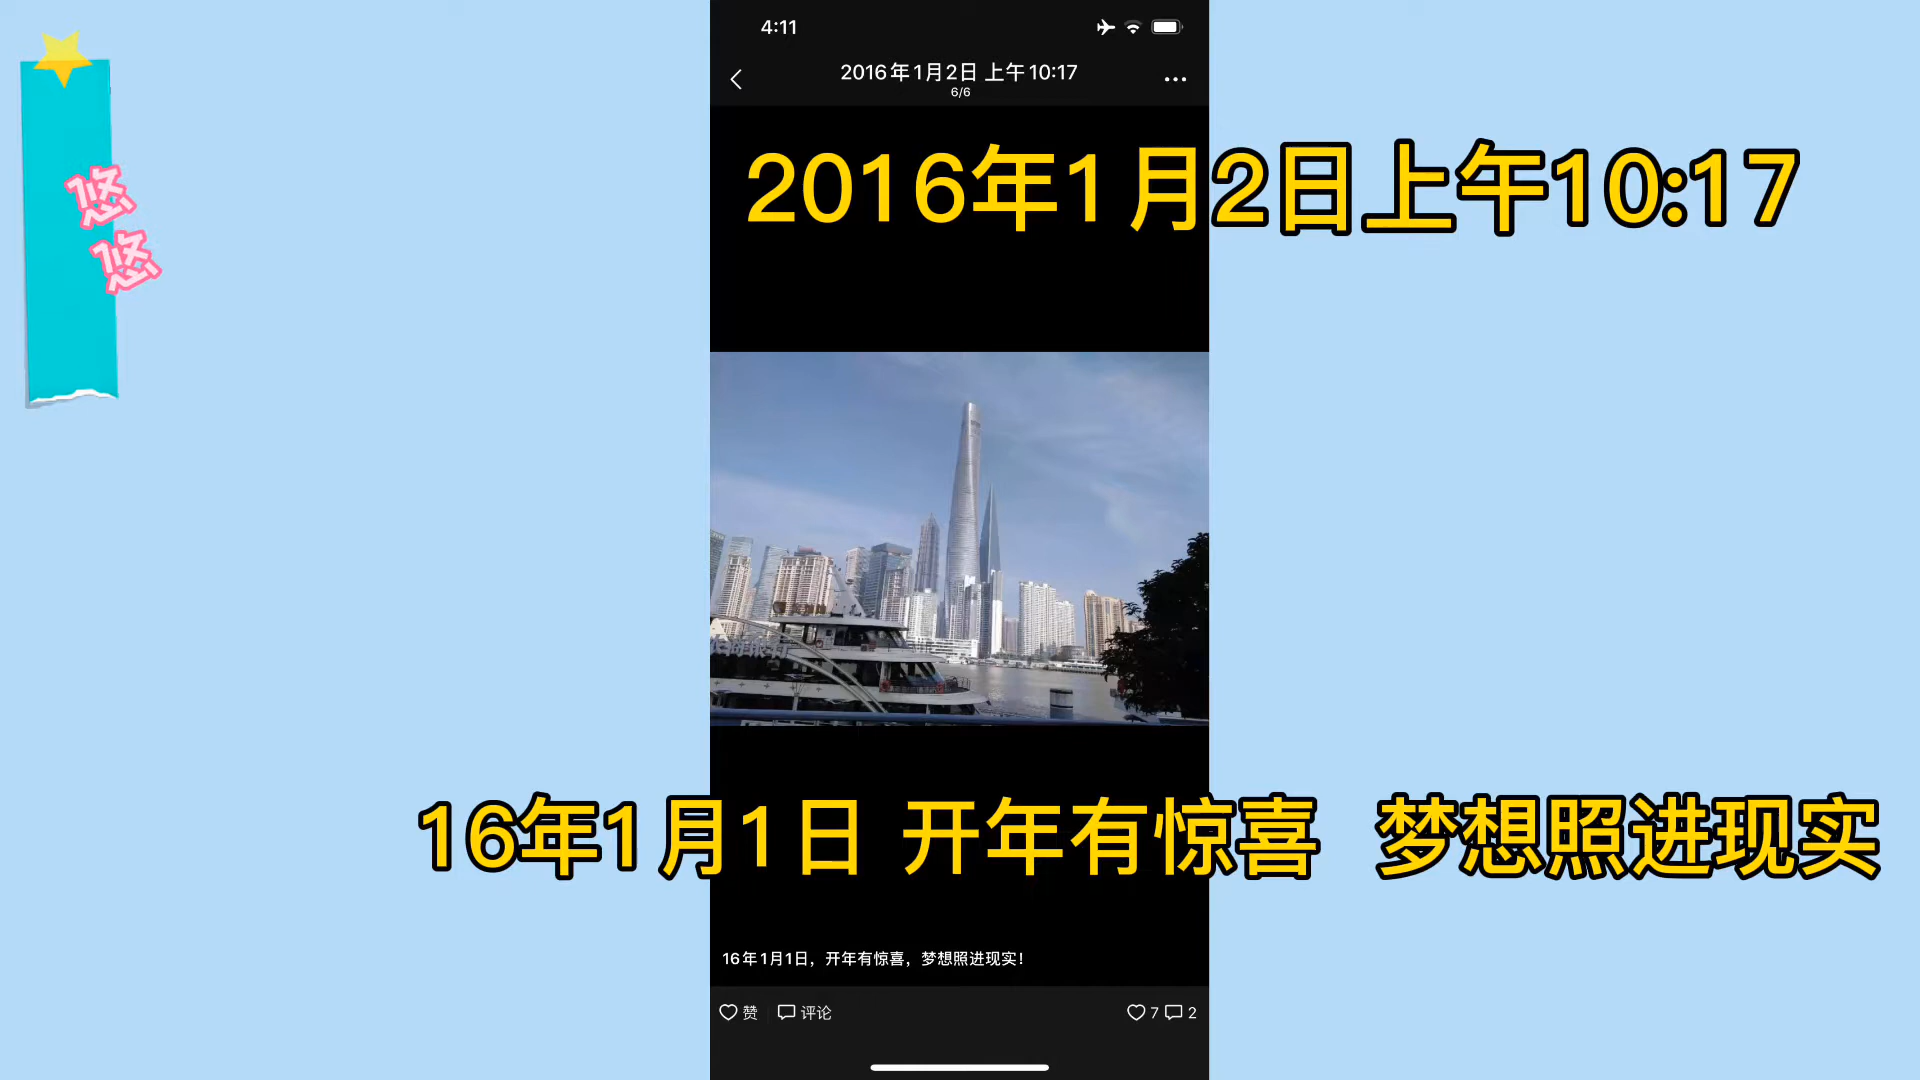 4:11
2016年1月2日 上午10:17
6/6
2016年1月2日上午10:17
悠
悠
16年1月1日 开年有惊喜 梦想照进现实
16年1月1日，开年有惊喜，梦想照进现实！
赞 评论 7 2